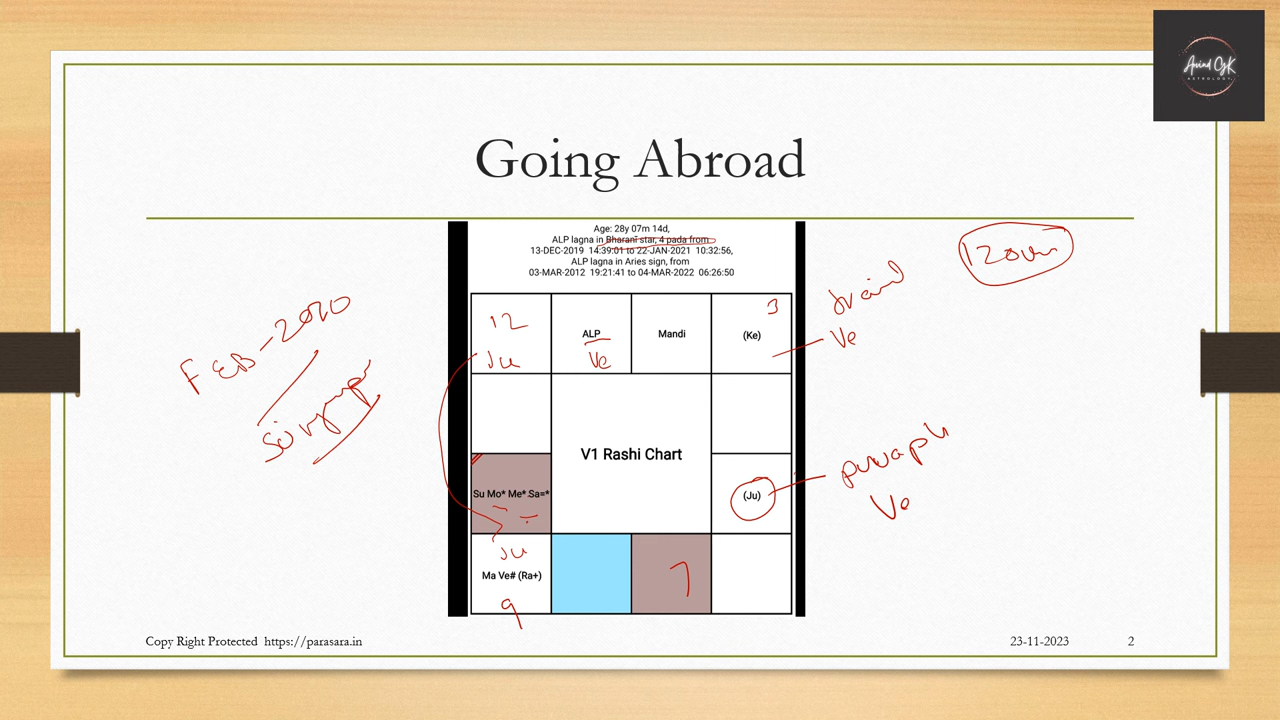 Arind Cgk
ASTROLOGY
Going Abroad
Age: 28y 07m 14d,
ALP lagna in Bharani star, 4 pada from
13-DEC-2019 14:39:01 to 22-JAN-2021 10:32:56,
ALP lagna in Aries sign, from
03-MAR-2012 19:21:41 to 04-MAR-2022 06:26:50
12
Ju
ALP
Ve
Mandi
3
(Ke)
Ve
FEB-2020
V1 Rashi Chart
Su Mo* Me* Sa=*
(Ju)
Ve
Ju
Ma Ve# (Ra+)
9
7
Copy Right Protected https://parasara.in
23-11-2023
2